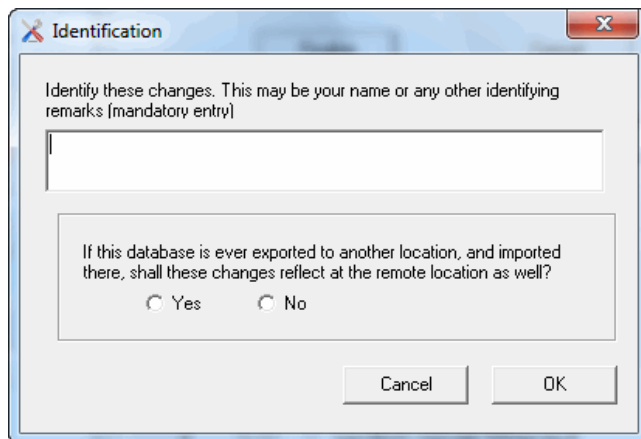 Identification
Identify these changes. This may be your name or any other identifying
remarks (mandatory entry)
If this database is ever exported to another location, and imported
there, shall these changes reflect at the remote location as well?
Yes No
Cancel OK